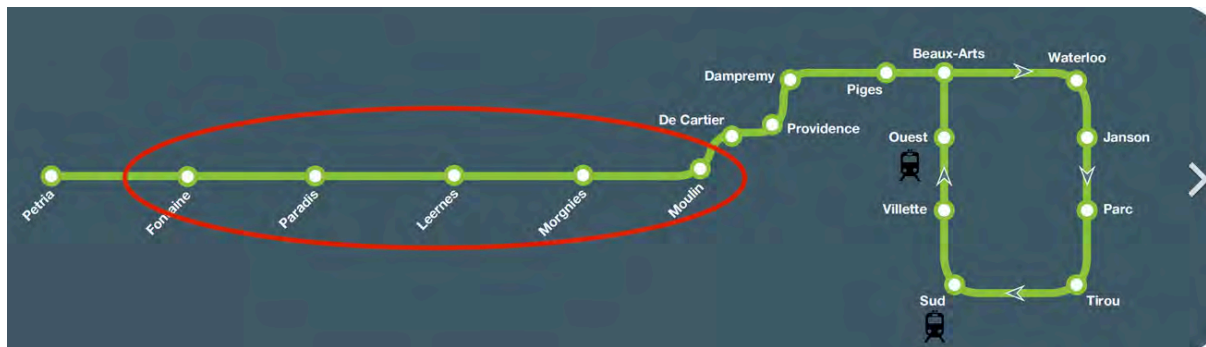 Petria
Fontaine
Paradis
Leernes
Morgnies
Moulin
De Cartier
Providence
Dampremy
Piges
Beaux-Arts
Waterloo
Janson
Parc
Tirou
Sud
Villette
Ouest